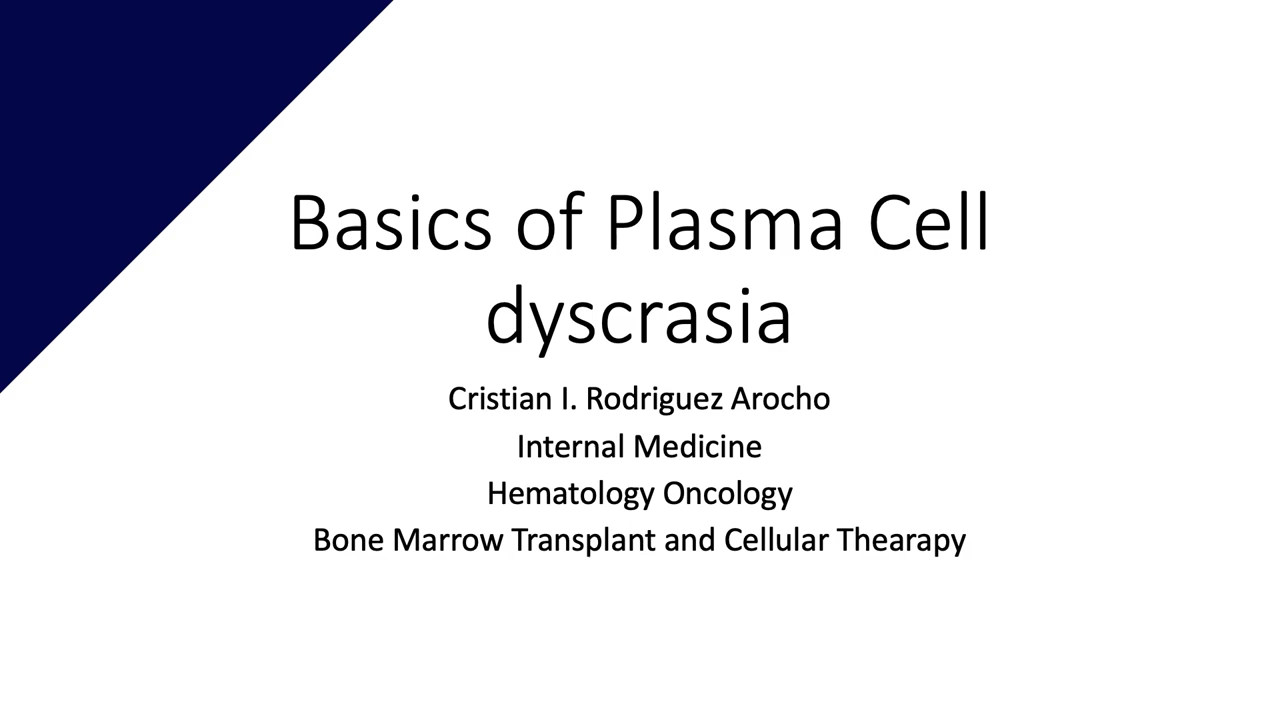 Basics of Plasma Cell
dyscrasia
Cristian I. Rodriguez Arocho
Internal Medicine
Hematology Oncology
Bone Marrow Transplant and Cellular Thearapy